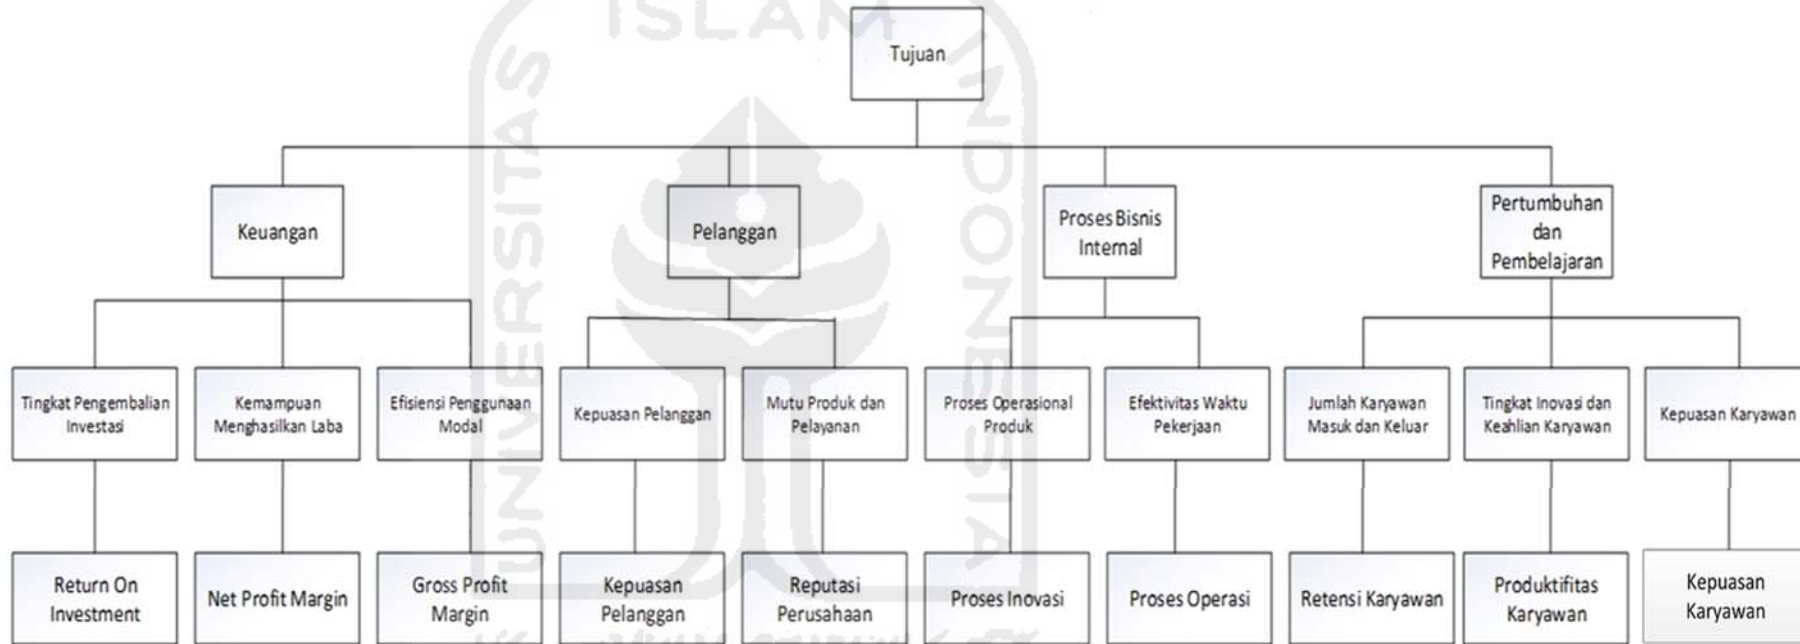 ISLAM
UNIVERSITAS
INDONESIA
Tujuan
Keuangan
Pelanggan
Proses Bisnis
Internal
Pertumbuhan
dan
Pembelajaran
Tingkat Pengembalian
Investasi
Kemampuan
Menghasilkan Laba
Efisiensi Penggunaan
Modal
Kepuasan Pelanggan
Mutu Produk dan
Pelayanan
Proses Operasional
Produk
Efektivitas Waktu
Pekerjaan
Jumlah Karyawan
Masuk dan Keluar
Tingkat Inovasi dan
Keahlian Karyawan
Kepuasan Karyawan
Return On
Investment
Net Profit Margin
Gross Profit
Margin
Kepuasan
Pelanggan
Reputasi
Perusahaan
Proses Inovasi
Proses Operasi
Retensi Karyawan
Produktifitas
Karyawan
Kepuasan
Karyawan